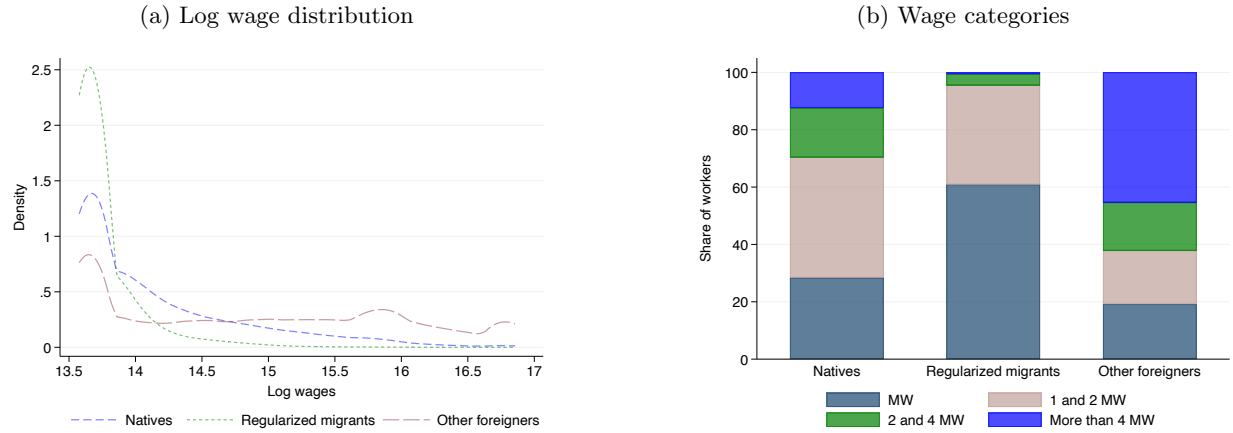 (a) Log wage distribution
2.5
2
1.5
1
.5
0
Density
13.5 14 14.5 15 15.5 16 16.5 17
Log wages
Natives Regularized migrants Other foreigners
(b) Wage categories
100
80
60
40
20
0
Share of workers
Natives Regularized migrants Other foreigners
MW 1 and 2 MW
2 and 4 MW More than 4 MW